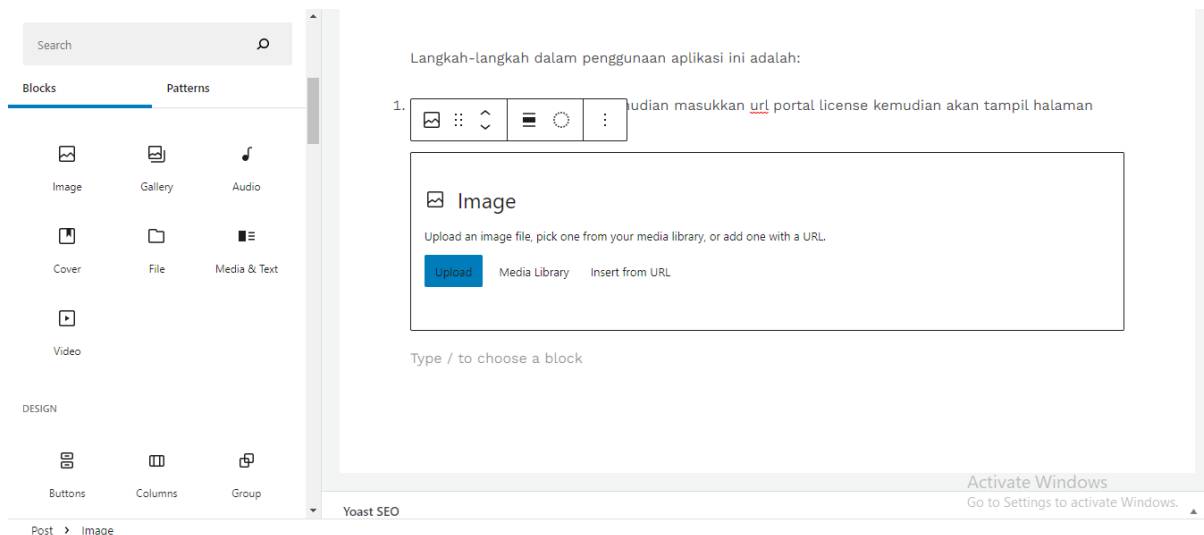 Search
Blocks Patterns
Image Gallery Audio
Cover File Media & Text
Video
DESIGN
Buttons Columns Group
Langkah-langkah dalam penggunaan aplikasi ini adalah:
1. udian masukkan url portal license kemudian akan tampil halaman
Image
Upload an image file, pick one from your media library, or add one with a URL.
Upload Media Library Insert from URL
Type / to choose a block
Activate Windows
Go to Settings to activate Windows.
Yoast SEO
Post > Image